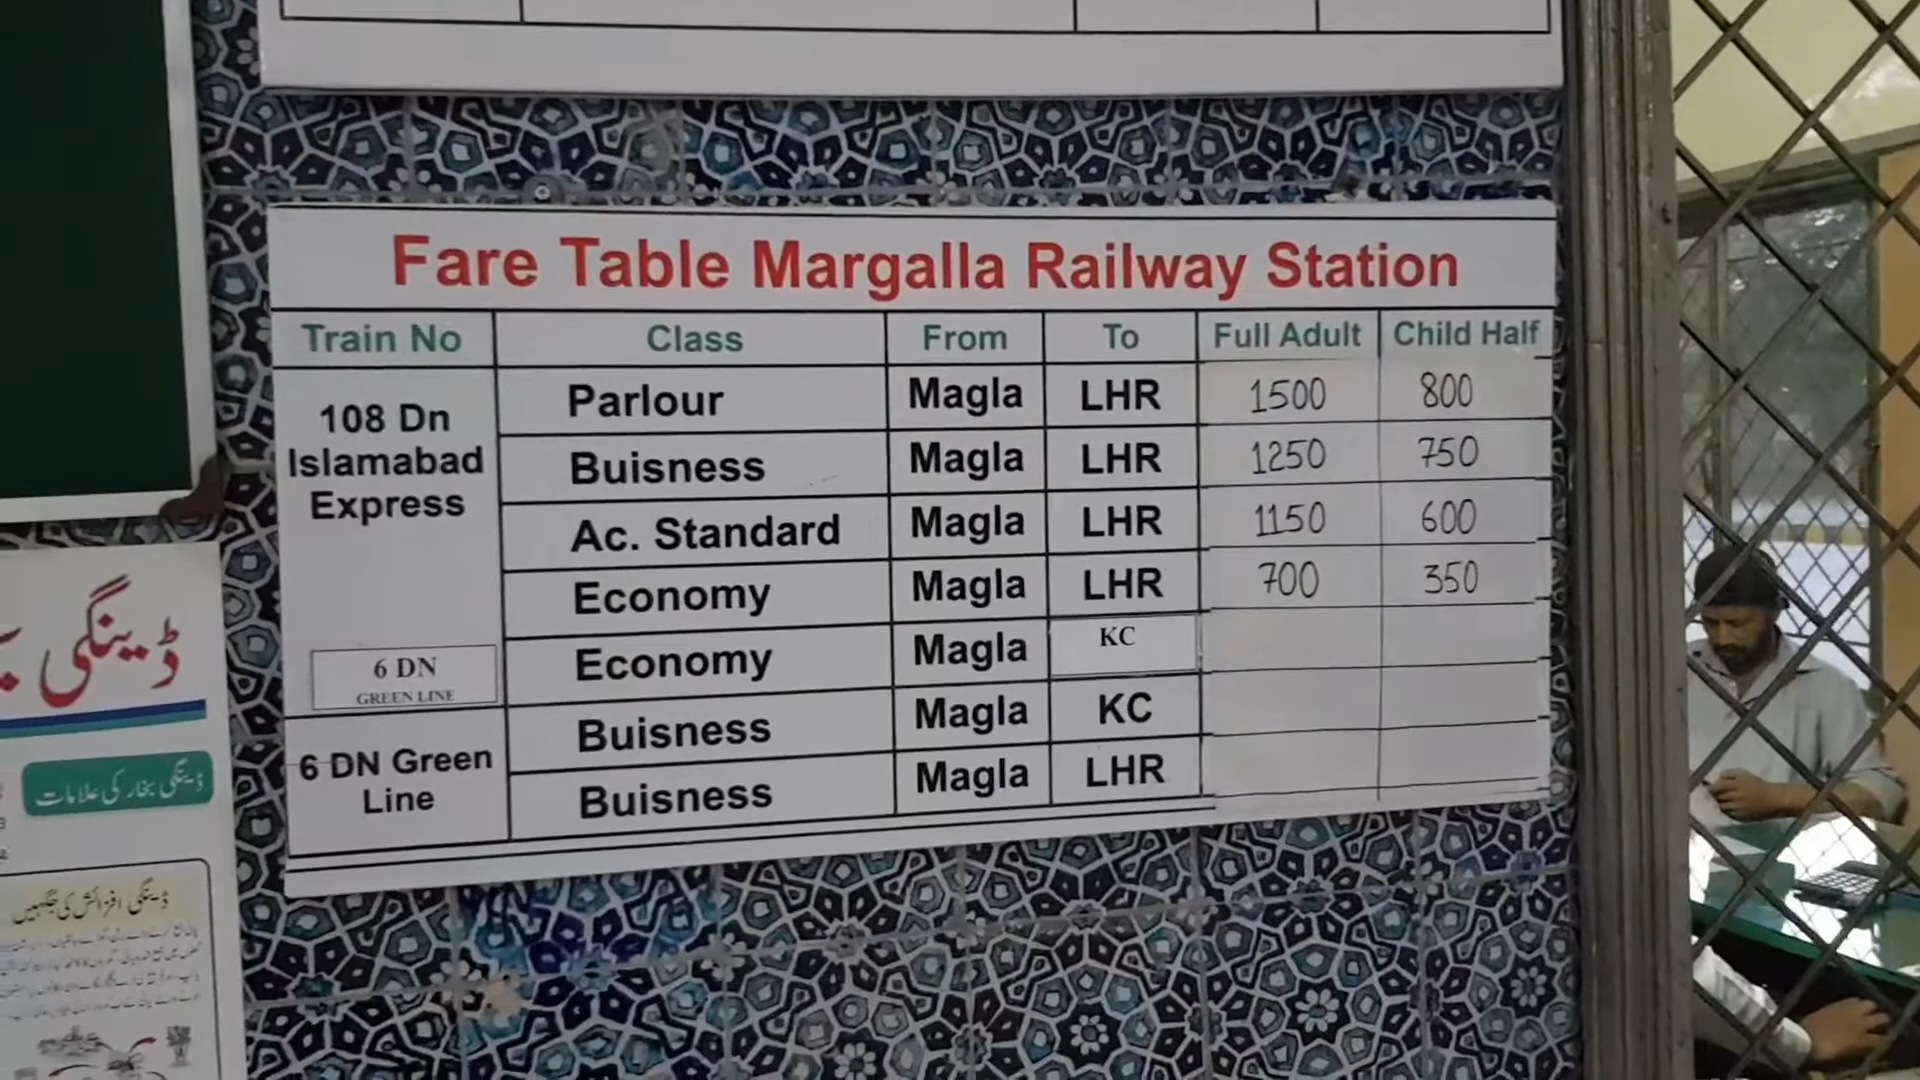 Fare Table Margalla Railway Station
Train No Class From To Full Adult Child Half
108 Dn Islamabad Express Parlour Magla LHR 1500 800
Buisness Magla LHR 1250 750
Ac. Standard Magla LHR 1150 600
Economy Magla LHR 700 350
6 DN GREEN LINE Economy Magla KC
6 DN Green Line Buisness Magla KC
Buisness Magla LHR
ڈینگی
ڈینگی بخار کی علامات
ڈینگی افزائش کی جگہیں